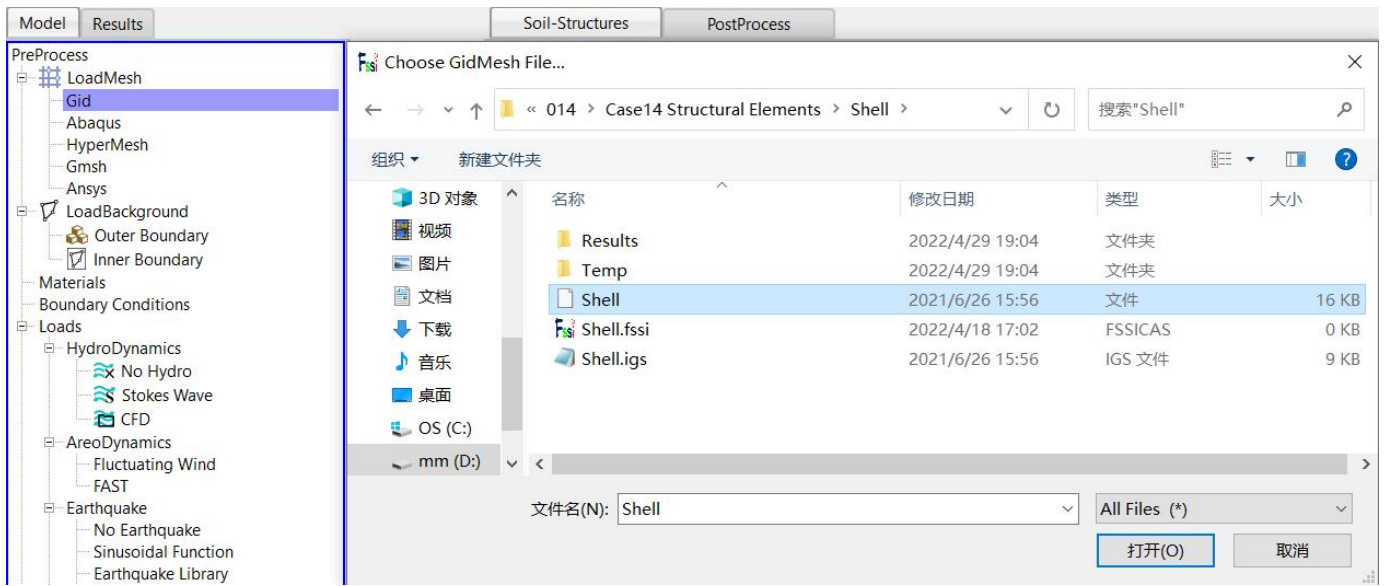 Model Results Soil-Structures PostProcess
PreProcess
LoadMesh
Gid
Abaqus
HyperMesh
Gmsh
Ansys
LoadBackground
Outer Boundary
Inner Boundary
Materials
Boundary Conditions
Loads
HydroDynamics
No Hydro
Stokes Wave
CFD
AreoDynamics
Fluctuating Wind
FAST
Earthquake
No Earthquake
Sinusoidal Function
Earthquake Library
Fssi Choose GidMesh File...
« 014 > Case14 Structural Elements > Shell > 搜索"Shell"
组织 新建文件夹
3D 对象
视频
图片
文档
下载
音乐
桌面
OS (C:)
mm (D:)
名称 修改日期 类型 大小
Results 2022/4/29 19:04 文件夹
Temp 2022/4/29 19:04 文件夹
Shell 2021/6/26 15:56 文件 16 KB
Fssi Shell.fssi 2022/4/18 17:02 FSSICAS 0 KB
Shell.igs 2021/6/26 15:56 IGS 文件 9 KB
文件名(N): Shell All Files (*)
打开(O) 取消